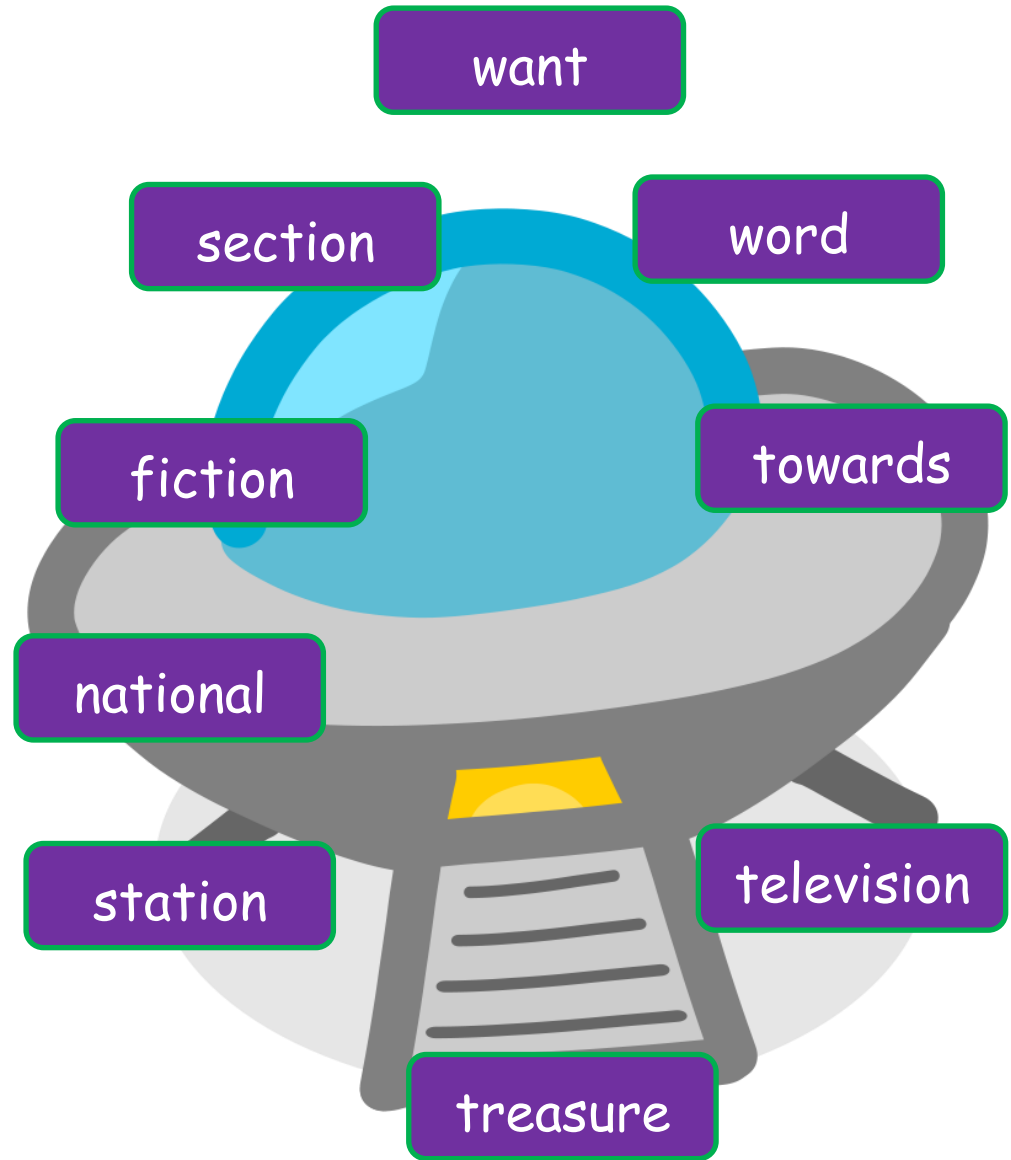 want
section
word
fiction
towards
national
station
television
treasure